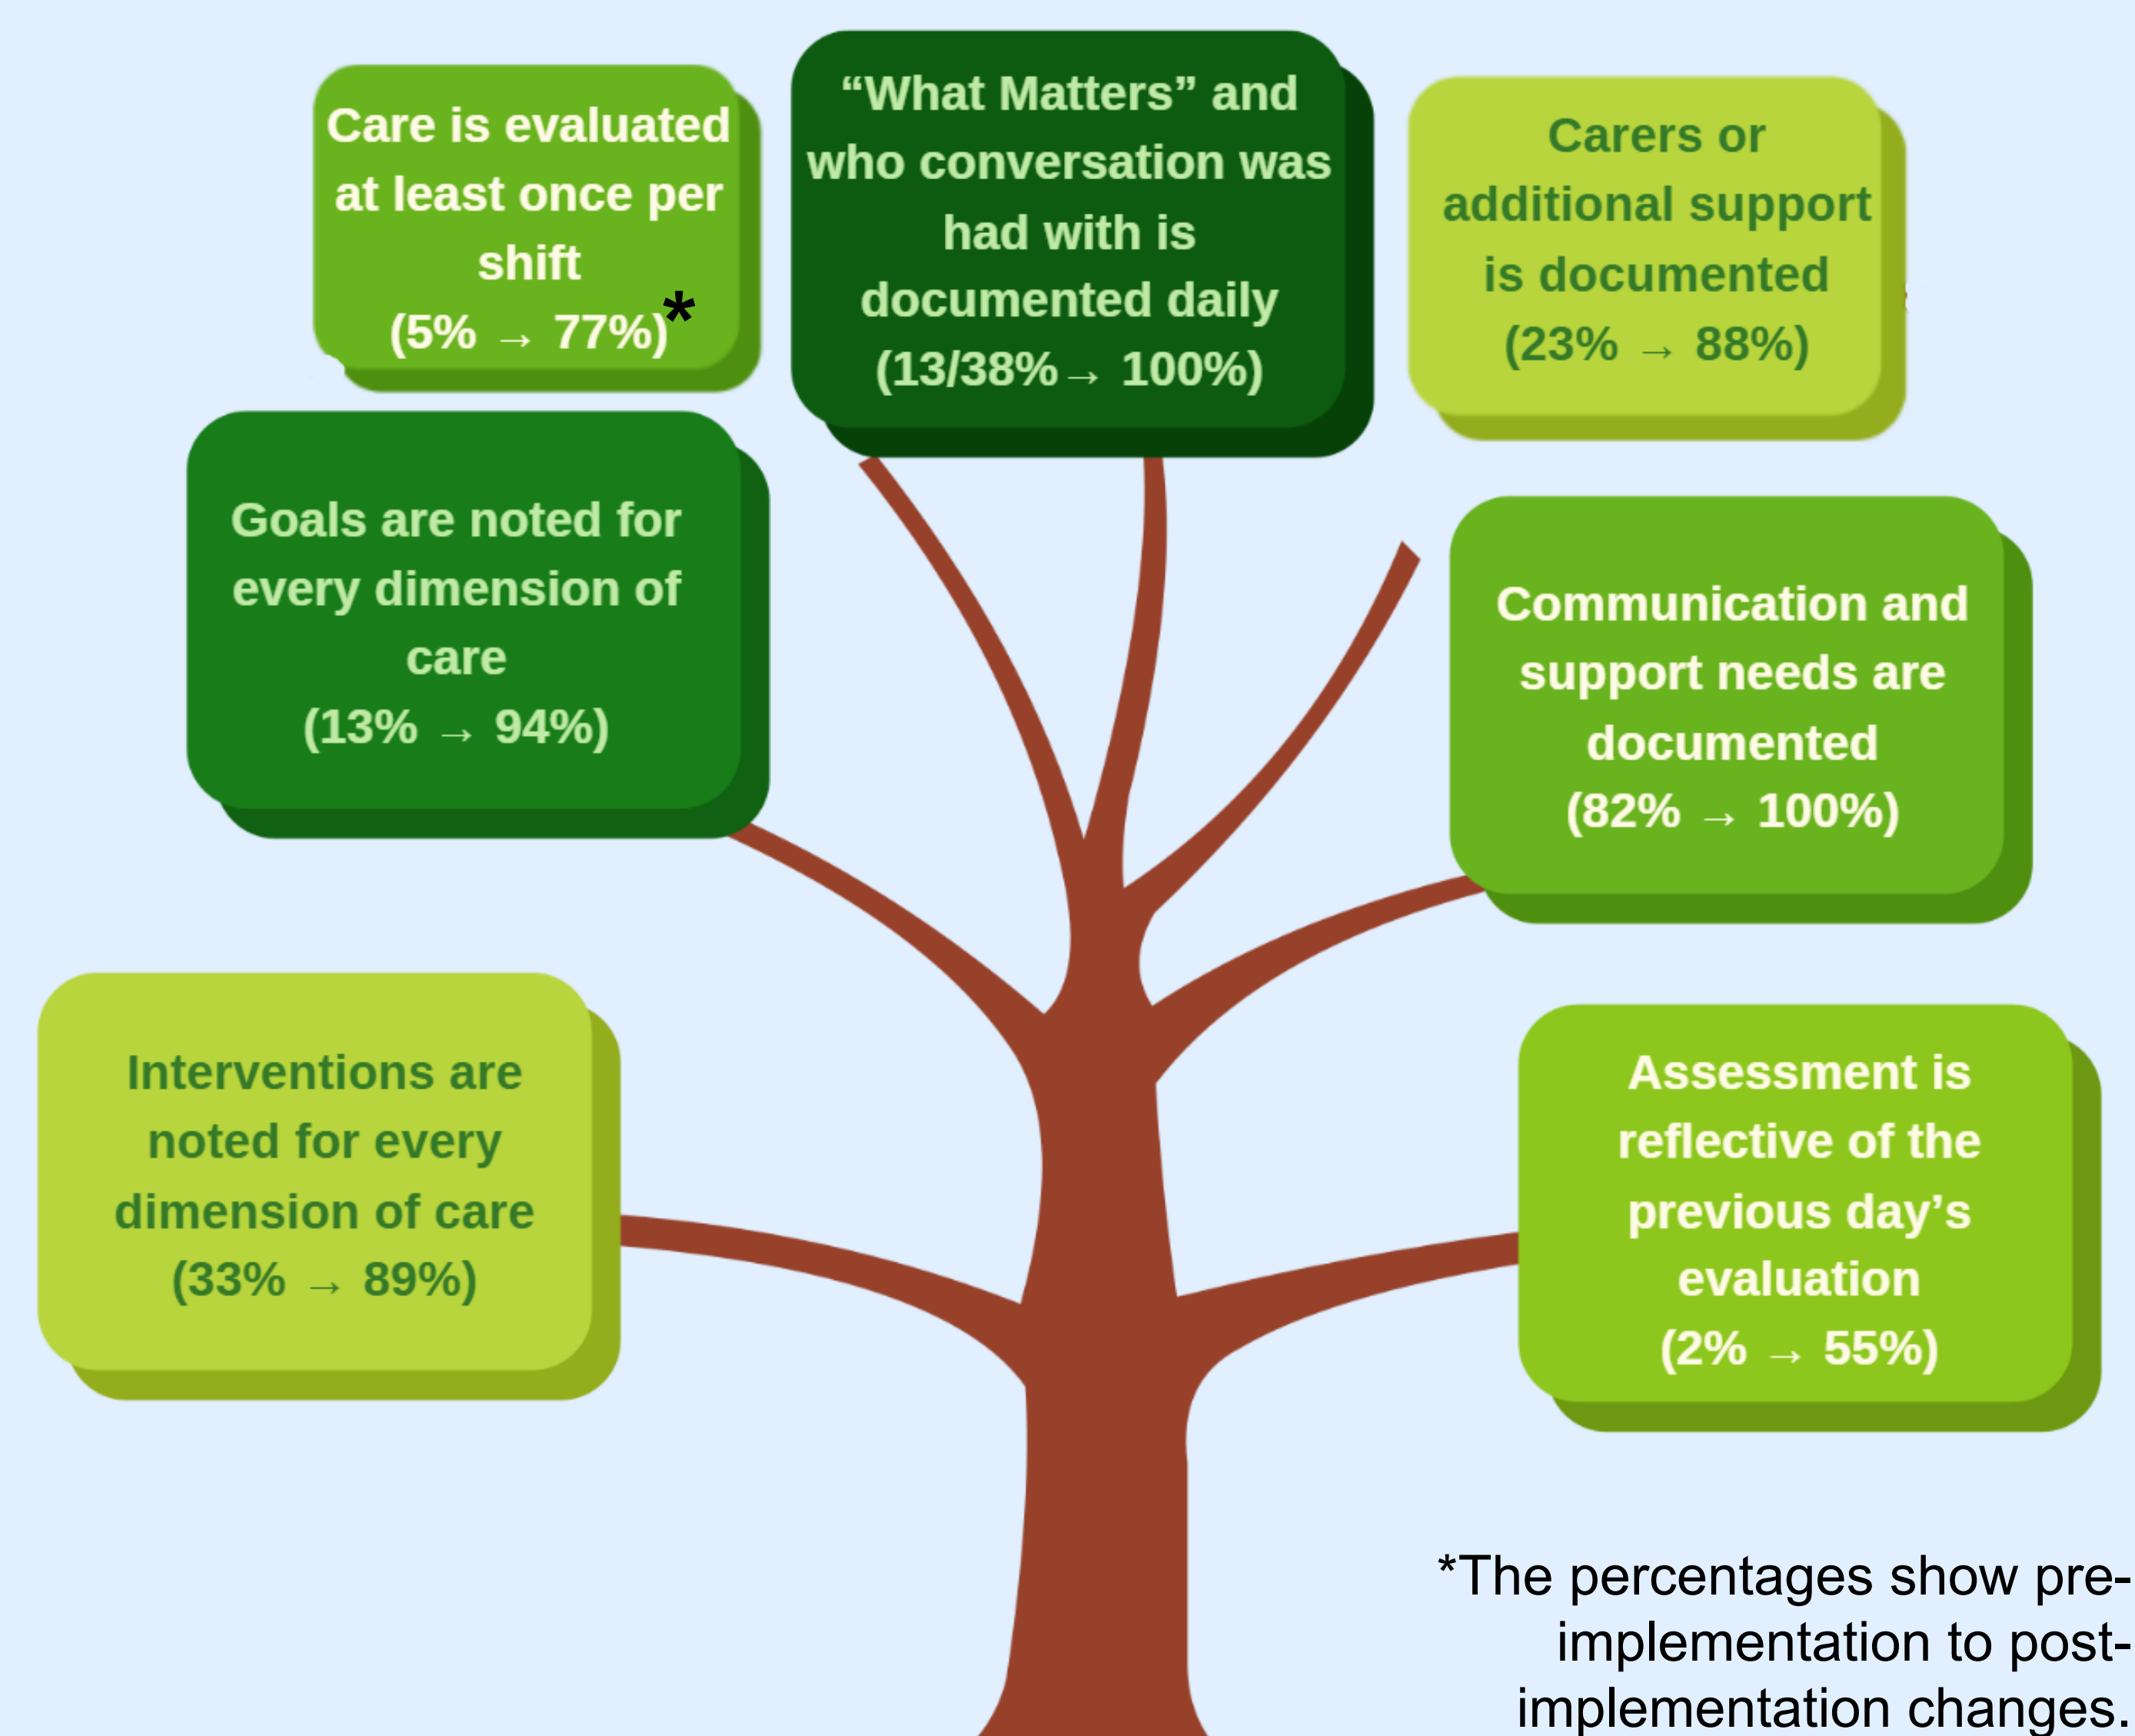 Care is evaluated
at least once per
shift
(5% → 77%)*
“What Matters” and
who conversation was
had with is
documented daily
(13/38%→ 100%)
Carers or
additional support
is documented
(23% → 88%)
Goals are noted for
every dimension of
care
(13% → 94%)
Communication and
support needs are
documented
(82% → 100%)
Interventions are
noted for every
dimension of care
(33% → 89%)
Assessment is
reflective of the
previous day’s
evaluation
(2% → 55%)
*The percentages show pre-
implementation to post-
implementation changes.